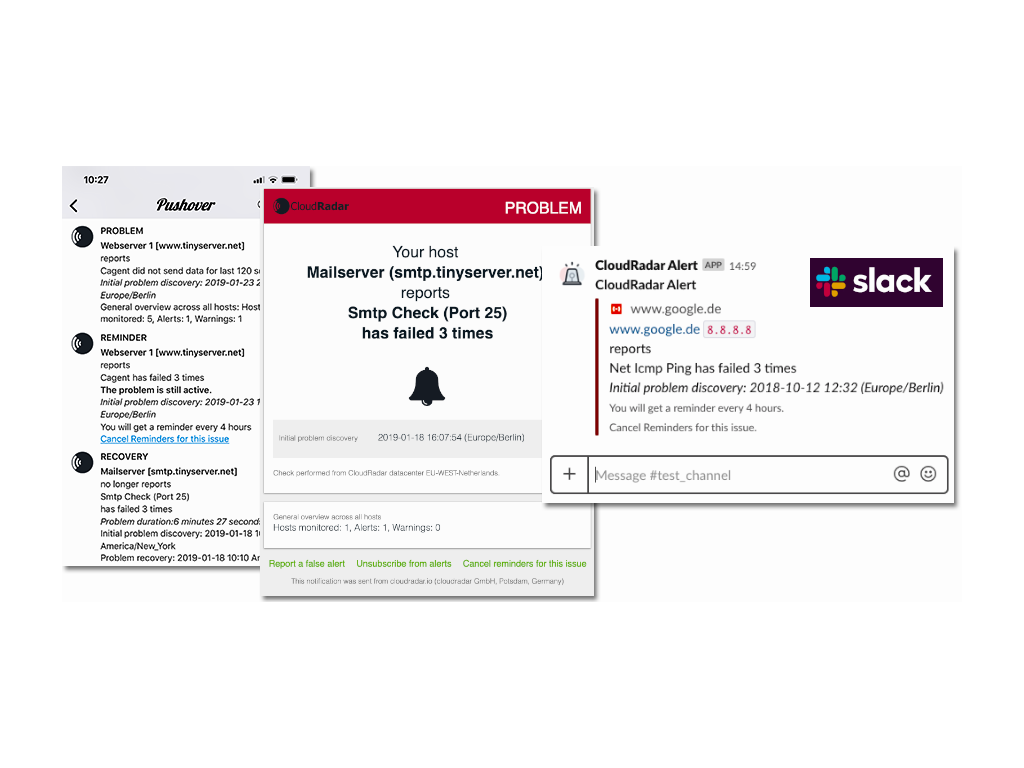 10:27
Pushover
PROBLEM
Webserver 1 [www.tinyserver.net]
reports
Cagent did not send data for last 120
Initial problem discovery: 2019-01-23
Europe/Berlin
General overview across all hosts: Host
monitored: 5, Alerts: 1, Warnings: 1
REMINDER
Webserver 1 [www.tinyserver.net]
reports
Cagent has failed 3 times
The problem is still active.
Initial problem discovery: 2019-01-23
Europe/Berlin
You will get a reminder every 4 hours
Cancel Reminders for this issue
RECOVERY
Mailserver [smtp.tinyserver.net]
no longer reports
Smtp Check (Port 25)
has failed 3 times
Problem duration:6 minutes 27 second
Initial problem discovery: 2019-01-18
America/New_York
Problem recovery: 2019-01-18 10:10
CloudRadar
PROBLEM
Your host
Mailserver (smtp.tinyserver.net)
reports
Smtp Check (Port 25)
has failed 3 times
Initial problem discovery 2019-01-18 16:07:54 (Europe/Berlin)
Check performed from CloudRadar datacenter EU-WEST-Netherlands.
General overview across all hosts
Hosts monitored: 1, Alerts: 1, Warnings: 0
Report a false alert Unsubscribe from alerts Cancel reminders for this issue
This notification was sent from cloudradar.io (cloudradar GmbH, Potsdam, Germany)
CloudRadar Alert APP 14:59
CloudRadar Alert
slack
www.google.de
www.google.de 8.8.8.8
reports
Net Icmp Ping has failed 3 times
Initial problem discovery: 2018-10-12 12:32 (Europe/Berlin)
You will get a reminder every 4 hours.
Cancel Reminders for this issue.
+ Message #test_channel @